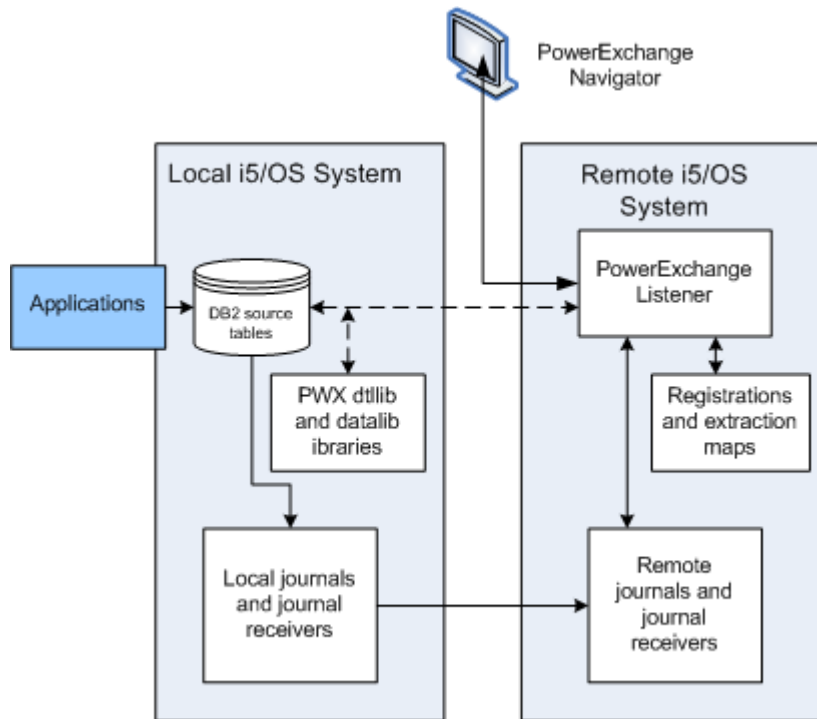 PowerExchange
Navigator
Local i5/OS System
Remote i5/OS
System
Applications
DB2 source
tables
PowerExchange
Listener
PWX dtllib
and datalib
ibraries
Registrations
and extraction
maps
Local journals
and journal
receivers
Remote
journals and
journal
receivers